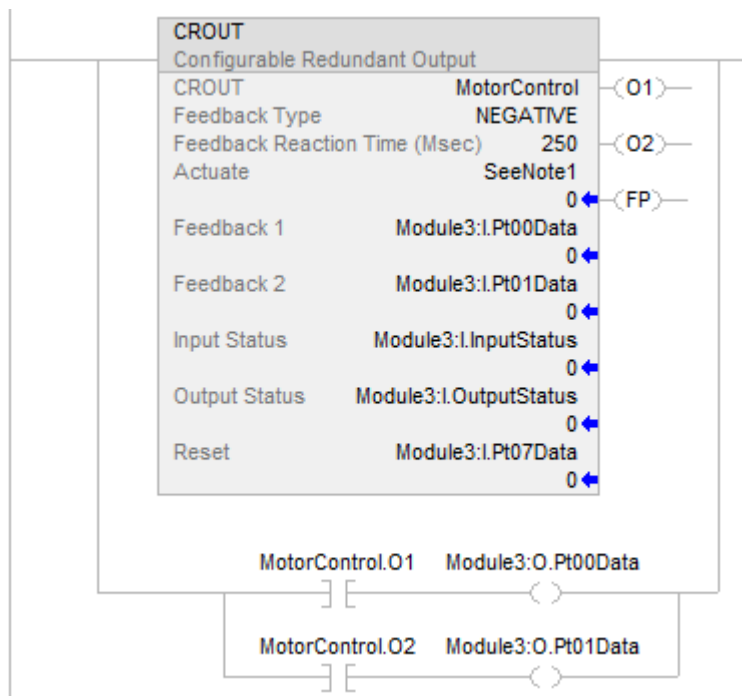 CROUT
Configurable Redundant Output
CROUT MotorControl O1
Feedback Type NEGATIVE
Feedback Reaction Time (Msec) 250 O2
Actuate SeeNote1
0 FP
Feedback 1 Module3:I.Pt00Data
0
Feedback 2 Module3:I.Pt01Data
0
Input Status Module3:I.InputStatus
0
Output Status Module3:I.OutputStatus
0
Reset Module3:I.Pt07Data
0
MotorControl.O1 Module3:O.Pt00Data
MotorControl.O2 Module3:O.Pt01Data